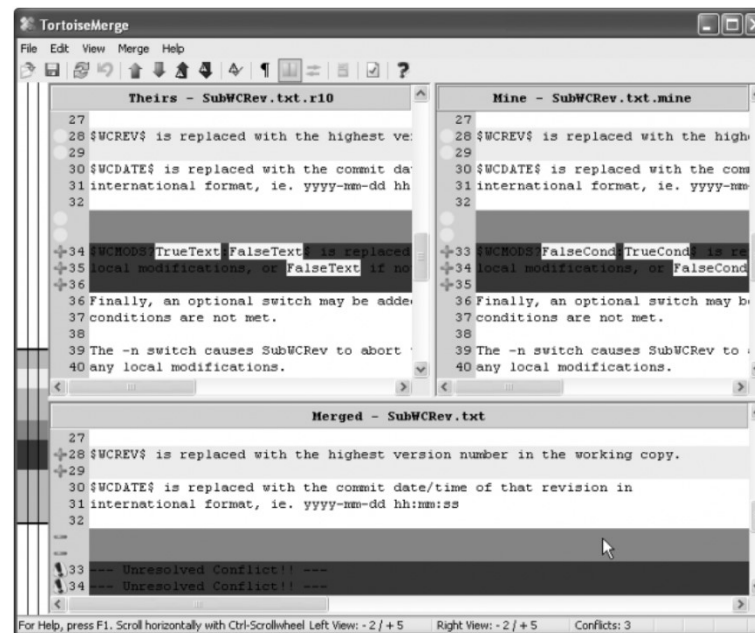 TortoiseMerge
File Edit View Merge Help
Theirs - SubWCRev.txt.r10
27
28 $WCREV$ is replaced with the highest ve
29
30 $WCDATE$ is replaced with the commit da
31 international format, ie. yyyy-mm-dd hh
32
34 $WCMODS?TrueText:FalseText$ is replaced
35 local modifications, or FalseText if no
36
36 Finally, an optional switch may be adde
37 conditions are not met.
38
39 The -n switch causes SubWCRev to abort
40 any local modifications.
Mine - SubWCRev.txt.mine
27
28 $WCREV$ is replaced with the high
29
30 $WCDATE$ is replaced with the com
31 international format, ie. yyyy-mm
32
33 $WCMODS?FalseCond:TrueCond$ is re
34 local modifications, or FalseCond
35
36 Finally, an optional switch may b
37 conditions are not met.
38
39 The -n switch causes SubWCRev to
40 any local modifications.
Merged - SubWCRev.txt
27
28 $WCREV$ is replaced with the highest version number in the working copy.
29
30 $WCDATE$ is replaced with the commit date/time of that revision in
31 international format, ie. yyyy-mm-dd hh:mm:ss
32
33 --- Unresolved Conflict!! ---
34 --- Unresolved Conflict!! ---
For Help, press F1. Scroll horizontally with Ctrl-Scrollwheel Left View: - 2 / + 5 Right View: - 2 / + 5 Conflicts: 3